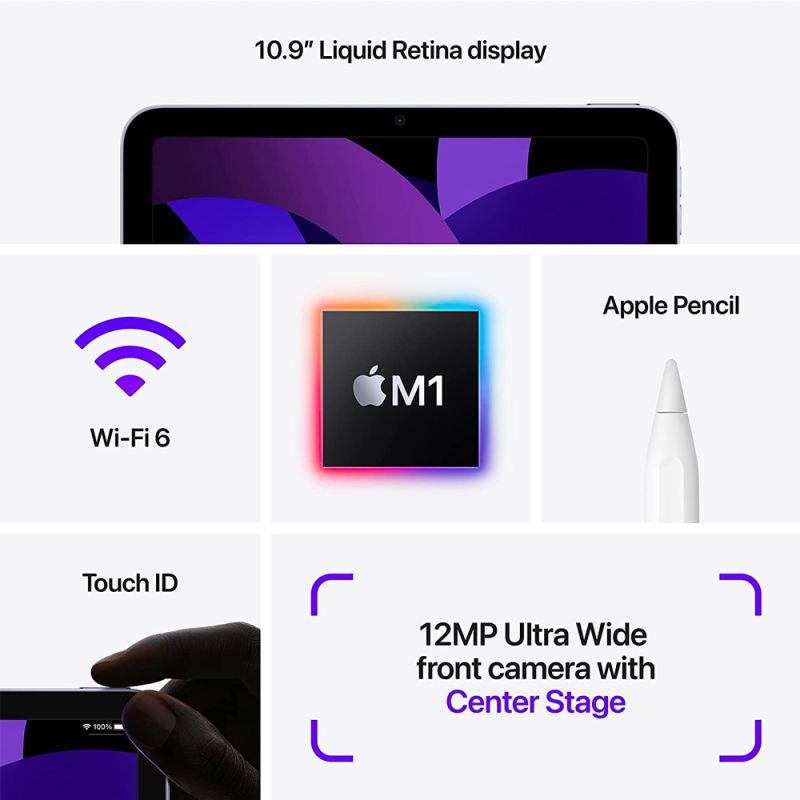 10.9” Liquid Retina display
Wi-Fi 6
M1
Apple Pencil
Touch ID
100%
12MP Ultra Wide
front camera with
Center Stage